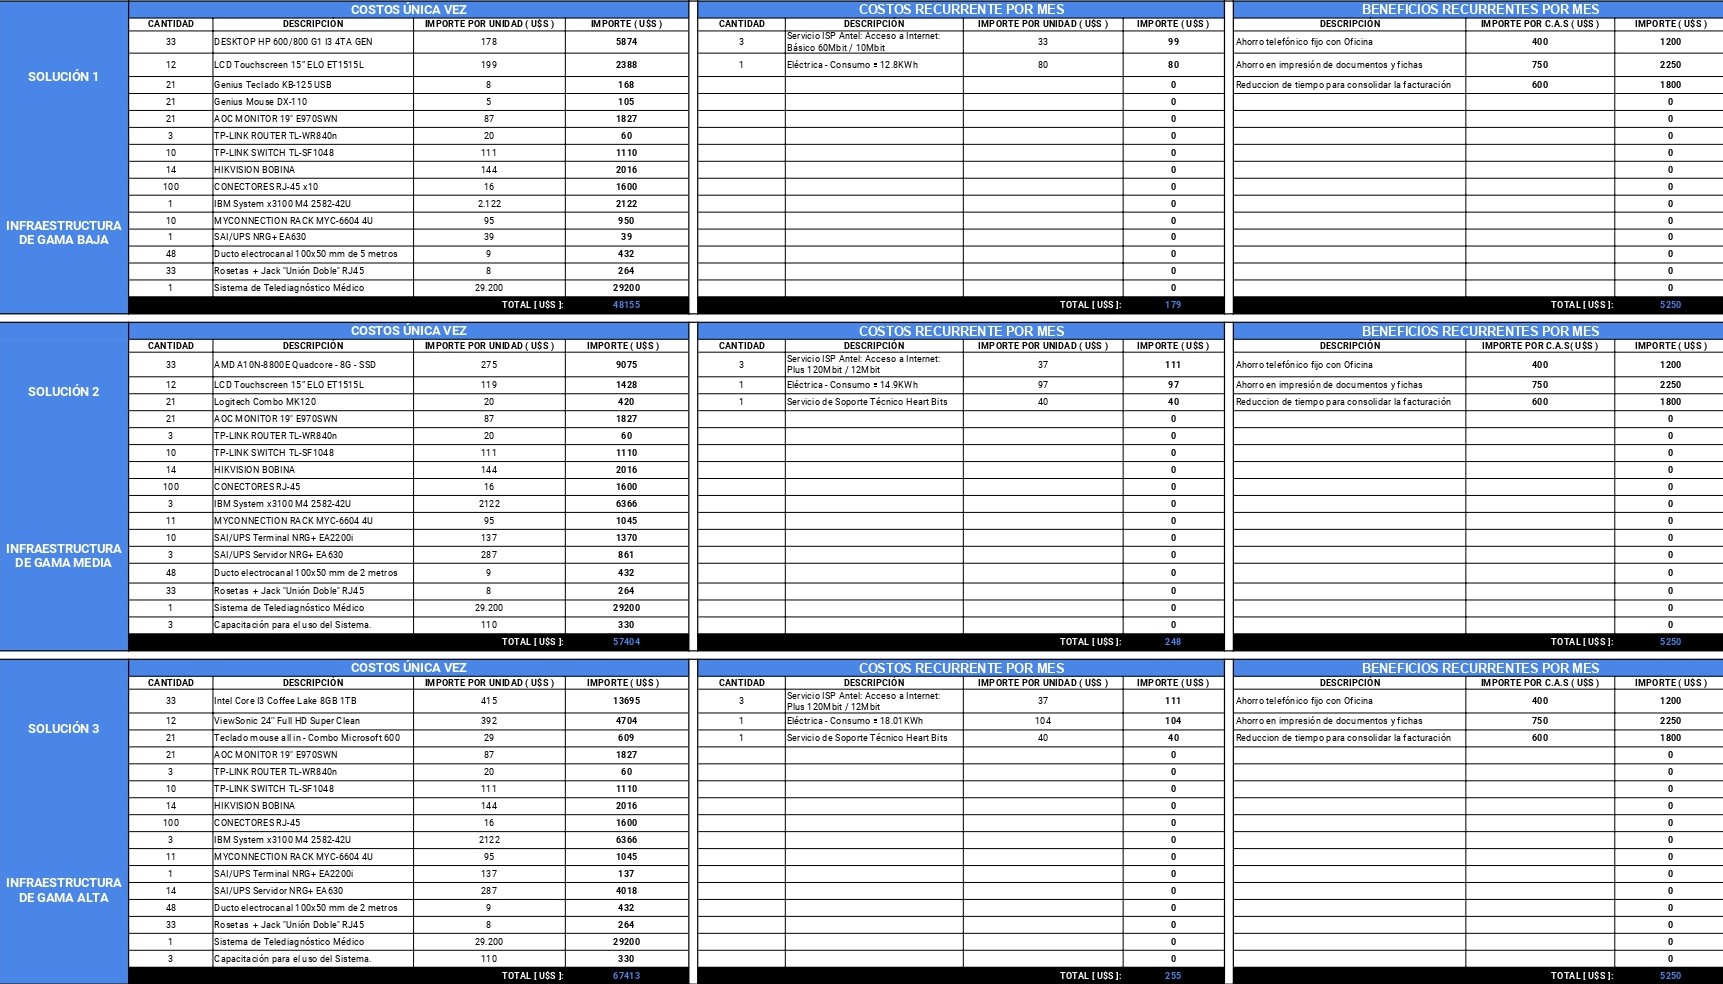 COSTOS ÚNICA VEZ COSTOS RECURRENTE POR MES BENEFICIOS RECURRENTES POR MES
CANTIDAD DESCRIPCIÓN IMPORTE POR UNIDAD ( U$S ) IMPORTE ( U$S ) CANTIDAD DESCRIPCIÓN IMPORTE POR UNIDAD ( U$S ) IMPORTE ( U$S ) DESCRIPCIÓN IMPORTE POR C.A.S ( U$S ) IMPORTE ( U$S )
33 DESKTOP HP 600/800 G1 I3 4TA GEN 178 5874 3 Servicio ISP Antel: Acceso a Internet: 33 99 Ahorro telefónico fijo con Oficina 400 1200
Básico 60Mbit / 10Mbit
12 LCD Touchscreen 15" ELO ET1515L 199 2388 1 Eléctrica - Consumo = 12.8KWh 80 80 Ahorro en impresión de documentos y fichas 750 2250
SOLUCIÓN 1
21 Genius Teclado KB-125 USB 8 168 0 Reduccion de tiempo para consolidar la facturación 600 1800
21 Genius Mouse DX-110 5 105 0 0
21 AOC MONITOR 19" E970SWN 87 1827 0 0
3 TP-LINK ROUTER TL-WR840n 20 60 0 0
10 TP-LINK SWITCH TL-SF1048 111 1110 0 0
14 HIKVISION BOBINA 144 2016 0 0
100 CONECTORES RJ-45 x10 16 1600 0 0
1 IBM System x3100 M4 2582-42U 2.122 2122 0 0
INFRAESTRUCTURA
DE GAMA BAJA
10 MYCONNECTION RACK MYC-6604 4U 95 950 0 0
1 SAI/UPS NRG+ EA630 39 39 0 0
48 Ducto electrocanal 100x50 mm de 5 metros 9 432 0 0
33 Rosetas + Jack "Unión Doble" RJ45 8 264 0 0
1 Sistema de Telediagnóstico Médico 29.200 29200 0 0
TOTAL [ U$S ]: 48155 TOTAL [ U$S ]: 179 TOTAL [ U$S ]: 5250
COSTOS ÚNICA VEZ COSTOS RECURRENTE POR MES BENEFICIOS RECURRENTES POR MES
CANTIDAD DESCRIPCIÓN IMPORTE POR UNIDAD ( U$S ) IMPORTE ( U$S ) CANTIDAD DESCRIPCIÓN IMPORTE POR UNIDAD ( U$S ) IMPORTE ( U$S ) DESCRIPCIÓN IMPORTE POR C.A.S( U$S ) IMPORTE ( U$S )
33 AMD A10N-8800E Quadcore - 8G - SSD 275 9075 3 Servicio ISP Antel: Acceso a Internet: 37 111 Ahorro telefónico fijo con Oficina 400 1200
Plus 120Mbit / 12Mbit
12 LCD Touchscreen 15" ELO ET1515L 119 1428 1 Eléctrica - Consumo = 14.9KWh 97 97 Ahorro en impresión de documentos y fichas 750 2250
SOLUCIÓN 2
21 Logitech Combo MK120 20 420 1 Servicio de Soporte Técnico Heart Bits 40 40 Reduccion de tiempo para consolidar la facturación 600 1800
21 AOC MONITOR 19" E970SWN 87 1827 0 0
3 TP-LINK ROUTER TL-WR840n 20 60 0 0
10 TP-LINK SWITCH TL-SF1048 111 1110 0 0
14 HIKVISION BOBINA 144 2016 0 0
100 CONECTORES RJ-45 16 1600 0 0
3 IBM System x3100 M4 2582-42U 2122 6366 0 0
11 MYCONNECTION RACK MYC-6604 4U 95 1045 0 0
10 SAI/UPS Terminal NRG+ EA2200i 137 1370 0 0
INFRAESTRUCTURA
DE GAMA MEDIA
3 SAI/UPS Servidor NRG+ EA630 287 861 0 0
48 Ducto electrocanal 100x50 mm de 2 metros 9 432 0 0
33 Rosetas + Jack "Unión Doble" RJ45 8 264 0 0
1 Sistema de Telediagnóstico Médico 29.200 29200 0 0
3 Capacitación para el uso del Sistema. 110 330 0 0
TOTAL [ U$S ]: 57404 TOTAL [ U$S ]: 248 TOTAL [ U$S ]: 5250
COSTOS ÚNICA VEZ COSTOS RECURRENTE POR MES BENEFICIOS RECURRENTES POR MES
CANTIDAD DESCRIPCIÓN IMPORTE POR UNIDAD ( U$S ) IMPORTE ( U$S ) CANTIDAD DESCRIPCIÓN IMPORTE POR UNIDAD ( U$S ) IMPORTE ( U$S ) DESCRIPCIÓN IMPORTE POR C.A.S ( U$S ) IMPORTE ( U$S )
33 Intel Core I3 Coffee Lake 8GB 1TB 415 13695 3 Servicio ISP Antel: Acceso a Internet: 37 111 Ahorro telefónico fijo con Oficina 400 1200
Plus 120Mbit / 12Mbit
12 ViewSonic 24" Full HD Super Clean 392 4704 1 Eléctrica - Consumo = 18.01KWh 104 104 Ahorro en impresión de documentos y fichas 750 2250
SOLUCIÓN 3
21 Teclado mouse all in - Combo Microsoft 600 29 609 1 Servicio de Soporte Técnico Heart Bits 40 40 Reduccion de tiempo para consolidar la facturación 600 1800
21 AOC MONITOR 19" E970SWN 87 1827 0 0
3 TP-LINK ROUTER TL-WR840n 20 60 0 0
10 TP-LINK SWITCH TL-SF1048 111 1110 0 0
14 HIKVISION BOBINA 144 2016 0 0
100 CONECTORES RJ-45 16 1600 0 0
3 IBM System x3100 M4 2582-42U 2122 6366 0 0
11 MYCONNECTION RACK MYC-6604 4U 95 1045 0 0
1 SAI/UPS Terminal NRG+ EA2200i 137 137 0 0
INFRAESTRUCTURA
DE GAMA ALTA
14 SAI/UPS Servidor NRG+ EA630 287 4018 0 0
48 Ducto electrocanal 100x50 mm de 2 metros 9 432 0 0
33 Rosetas + Jack "Unión Doble" RJ45 8 264 0 0
1 Sistema de Telediagnóstico Médico 29.200 29200 0 0
3 Capacitación para el uso del Sistema. 110 330 0 0
TOTAL [ U$S ]: 67413 TOTAL [ U$S ]: 255 TOTAL [ U$S ]: 5250